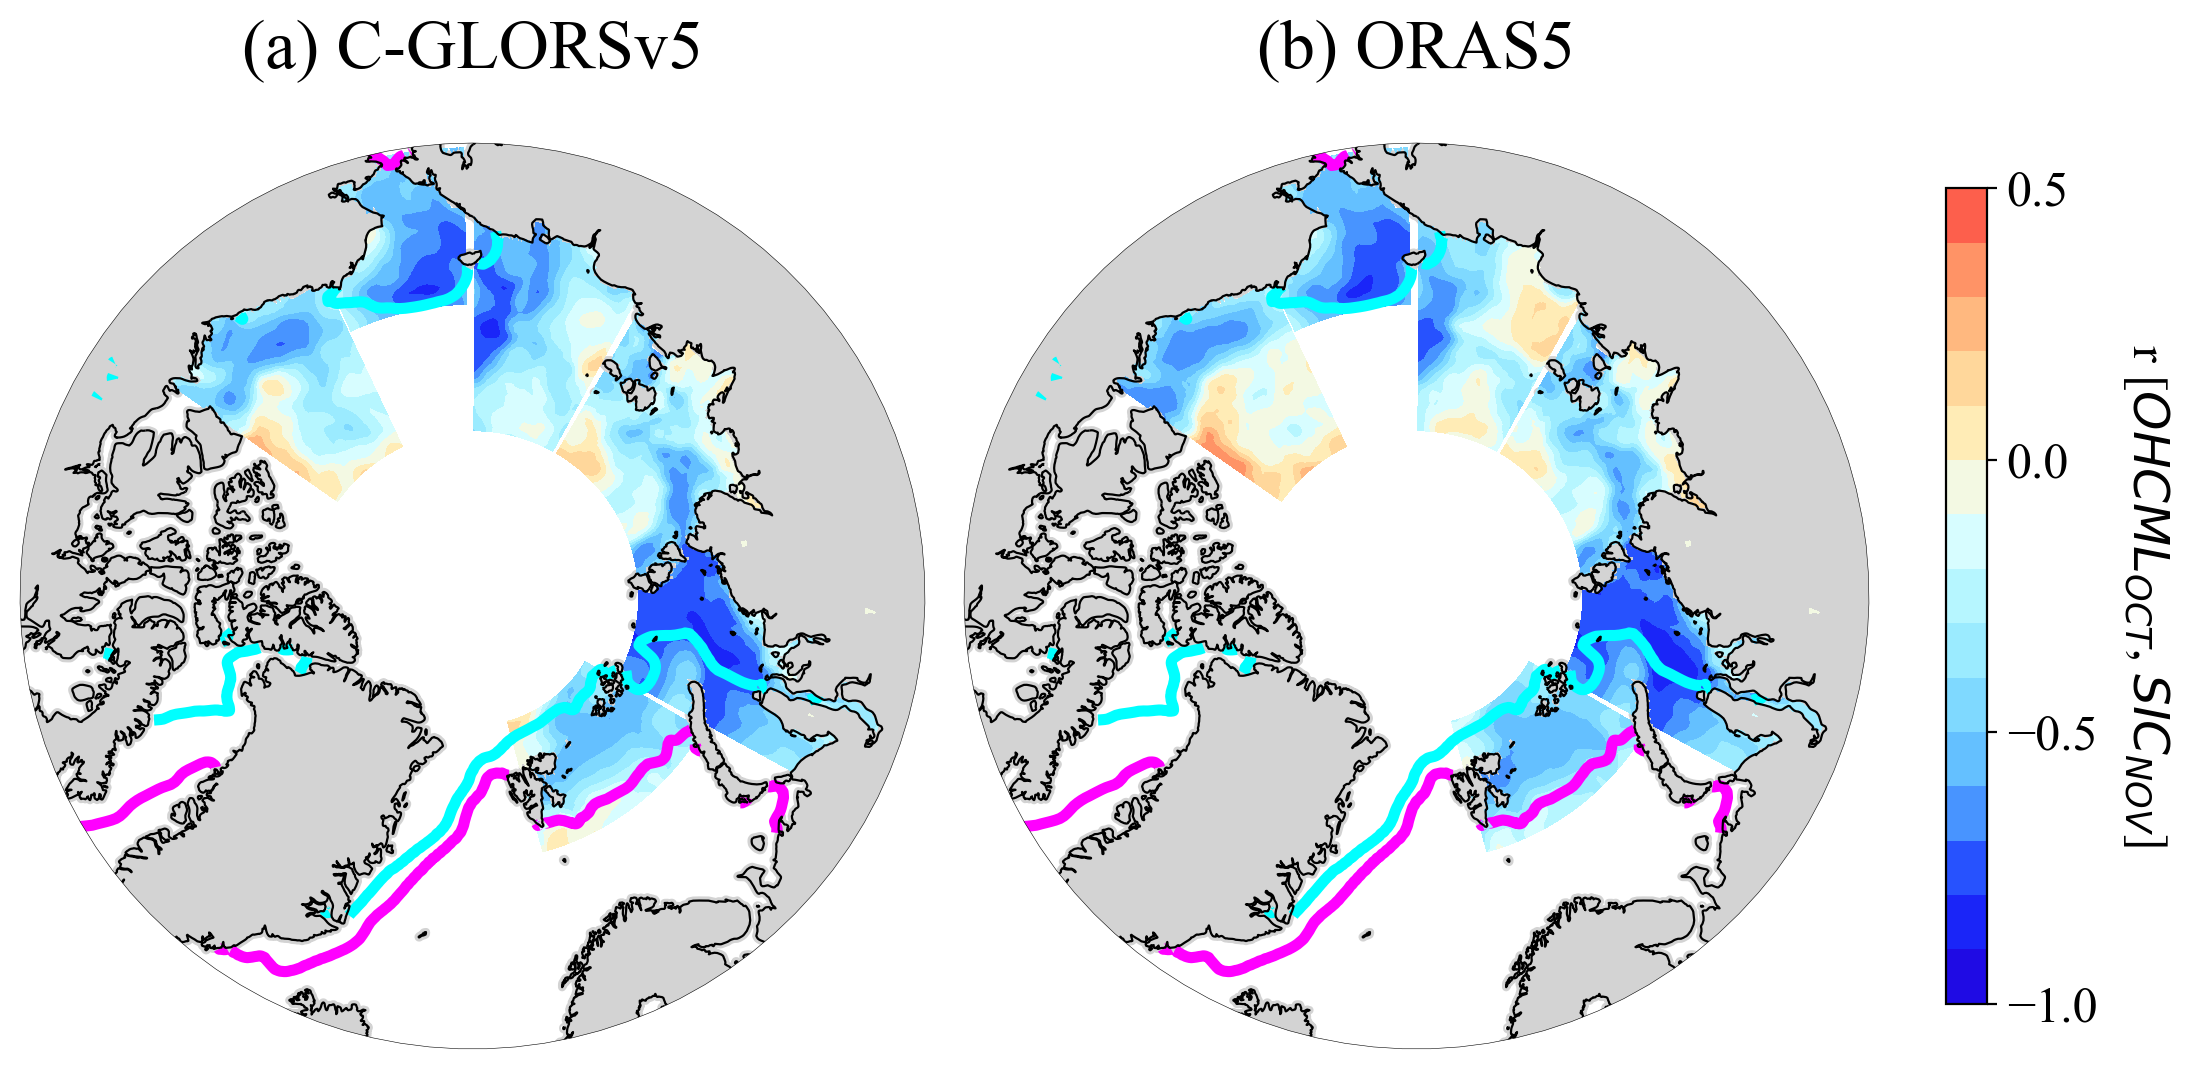 (a) C-GLORSv5
(b) ORAS5
0.5
0.0
−0.5
−1.0
r [OHCML_OCT, SIC_NOV]